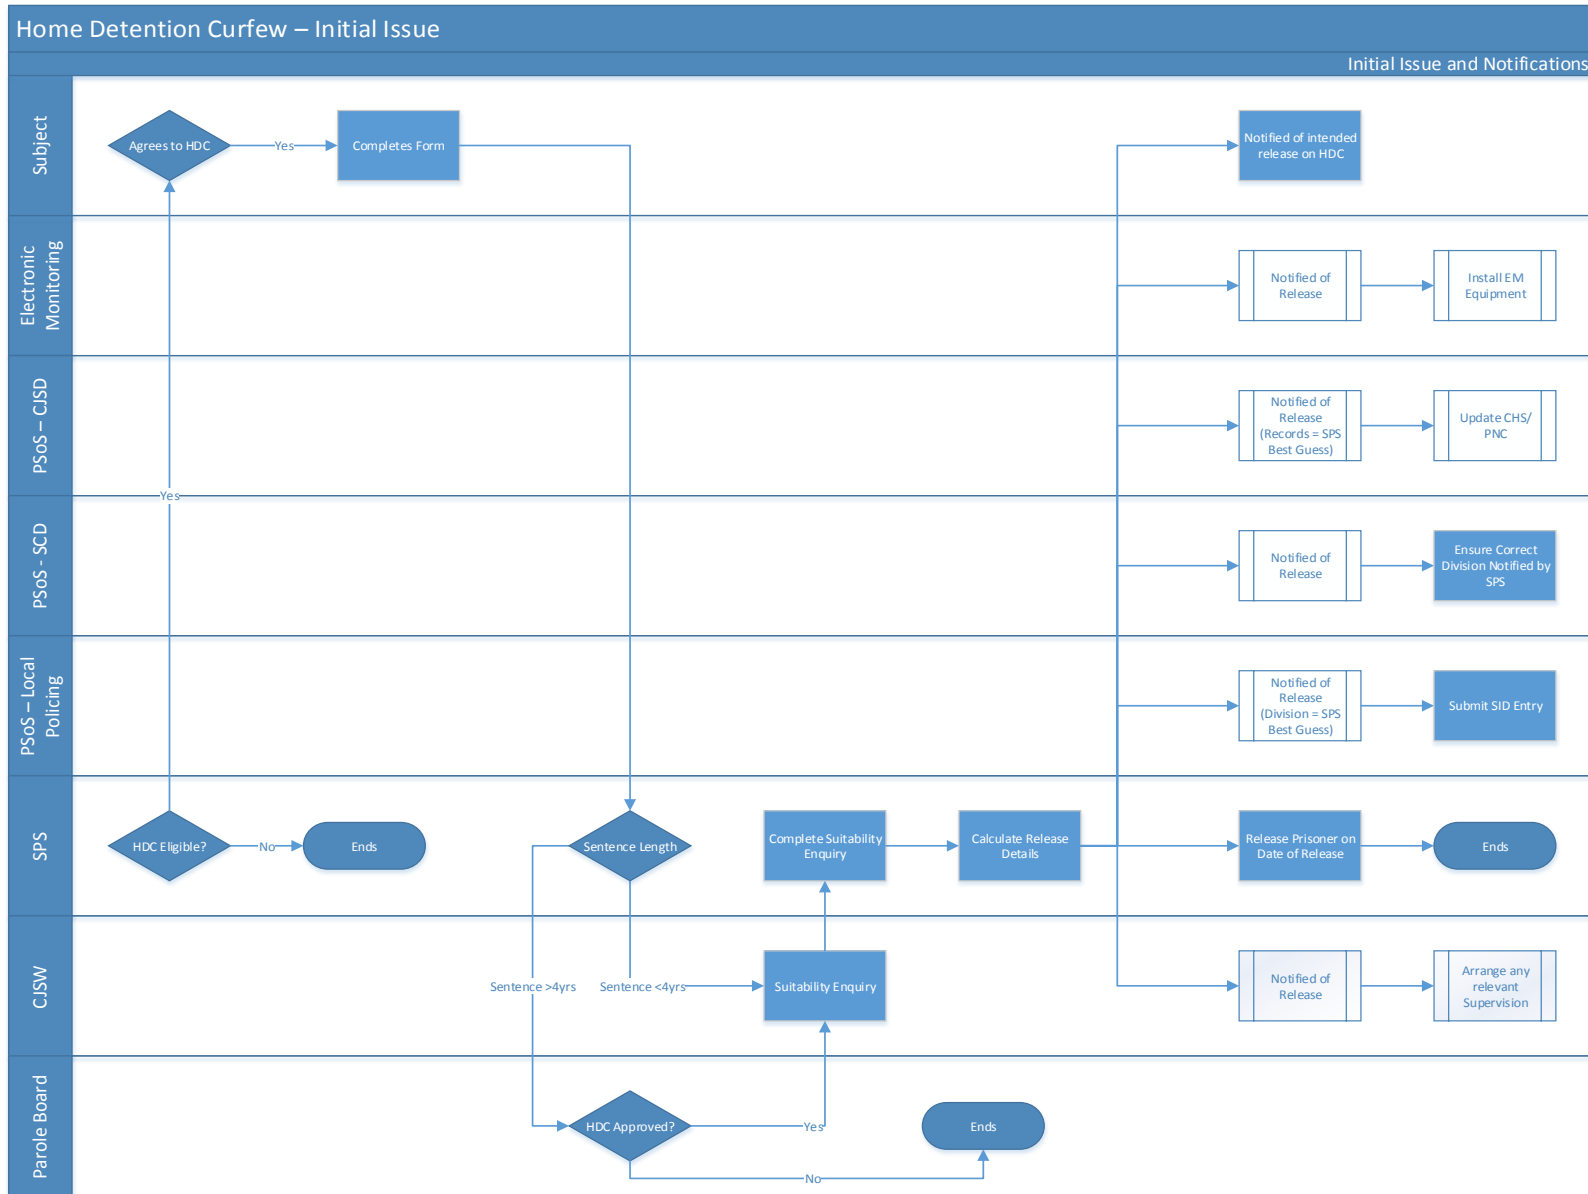 Home Detention Curfew – Initial Issue
Initial Issue and Notifications
Subject
Agrees to HDC
Yes
Completes Form
Notified of intended
release on HDC
Electronic
Monitoring
Notified of
Release
Install EM
Equipment
PSoS – CJSD
Notified of
Release
(Records = SPS
Best Guess)
Update CHS/
PNC
Yes
PSoS - SCD
Notified of
Release
Ensure Correct
Division Notified by
SPS
PSoS – Local
Policing
Notified of
Release
(Division = SPS
Best Guess)
Submit SID Entry
SPS
HDC Eligible?
No
Ends
Sentence Length
Complete Suitability
Enquiry
Calculate Release
Details
Release Prisoner on
Date of Release
Ends
CJSW
Sentence >4yrs
Sentence <4yrs
Suitability Enquiry
Notified of
Release
Arrange any
relevant
Supervision
Parole Board
HDC Approved?
Yes
Ends
No